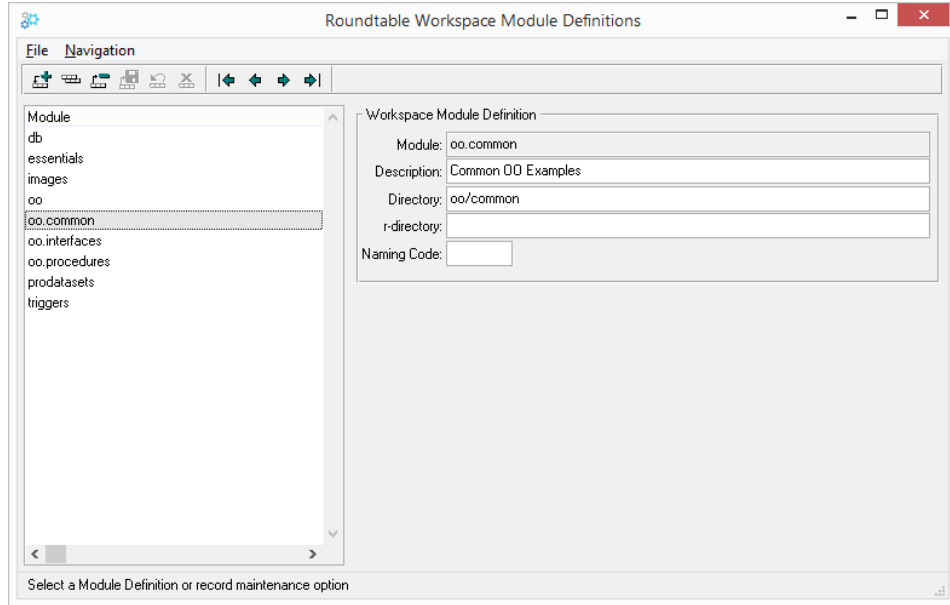 Roundtable Workspace Module Definitions
File Navigation
Module
db
essentials
images
oo
oo.common
oo.interfaces
oo.procedures
prodatasets
triggers
Workspace Module Definition
Module: oo.common
Description: Common OO Examples
Directory: oo/common
r-directory:
Naming Code:
Select a Module Definition or record maintenance option